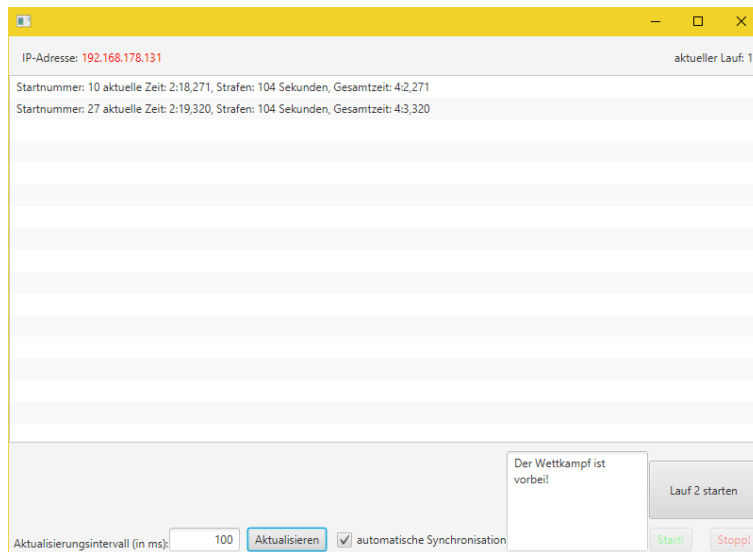 IP-Adresse: 192.168.178.131
aktueller Lauf: 1
Startnummer: 10 aktuelle Zeit: 2:18,271, Strafen: 104 Sekunden, Gesamtzeit: 4:2,271
Startnummer: 27 aktuelle Zeit: 2:19,320, Strafen: 104 Sekunden, Gesamtzeit: 4:3,320
Der Wettkampf ist
vorbei!
Lauf 2 starten
Aktualisierungsintervall (in ms): 100 Aktualisieren automatische Synchronisation
Start! Stopp!